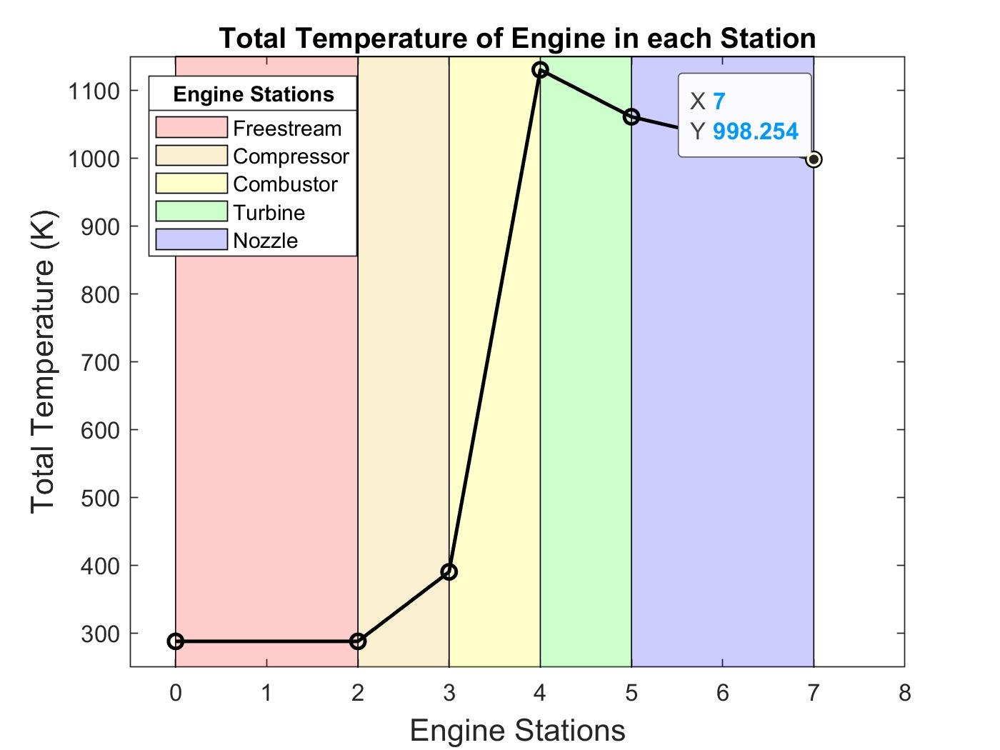 Total Temperature of Engine in each Station
Total Temperature (K)
1100
1000
900
800
700
600
500
400
300
Engine Stations
Freestream
Compressor
Combustor
Turbine
Nozzle
X 7
Y 998.254
0 1 2 3 4 5 6 7 8
Engine Stations